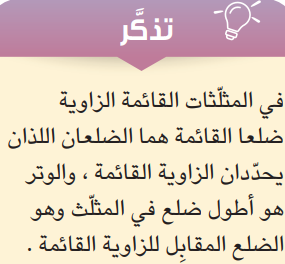 تذكَّر
في المثلّثات القائمة الزاوية
ضلعا القائمة هما الضلعان اللذان
يحدّدان الزاوية القائمة ، والوتر
هو أطول ضلع في المثلّث وهو
الضلع المقابِل للزاوية القائمة .